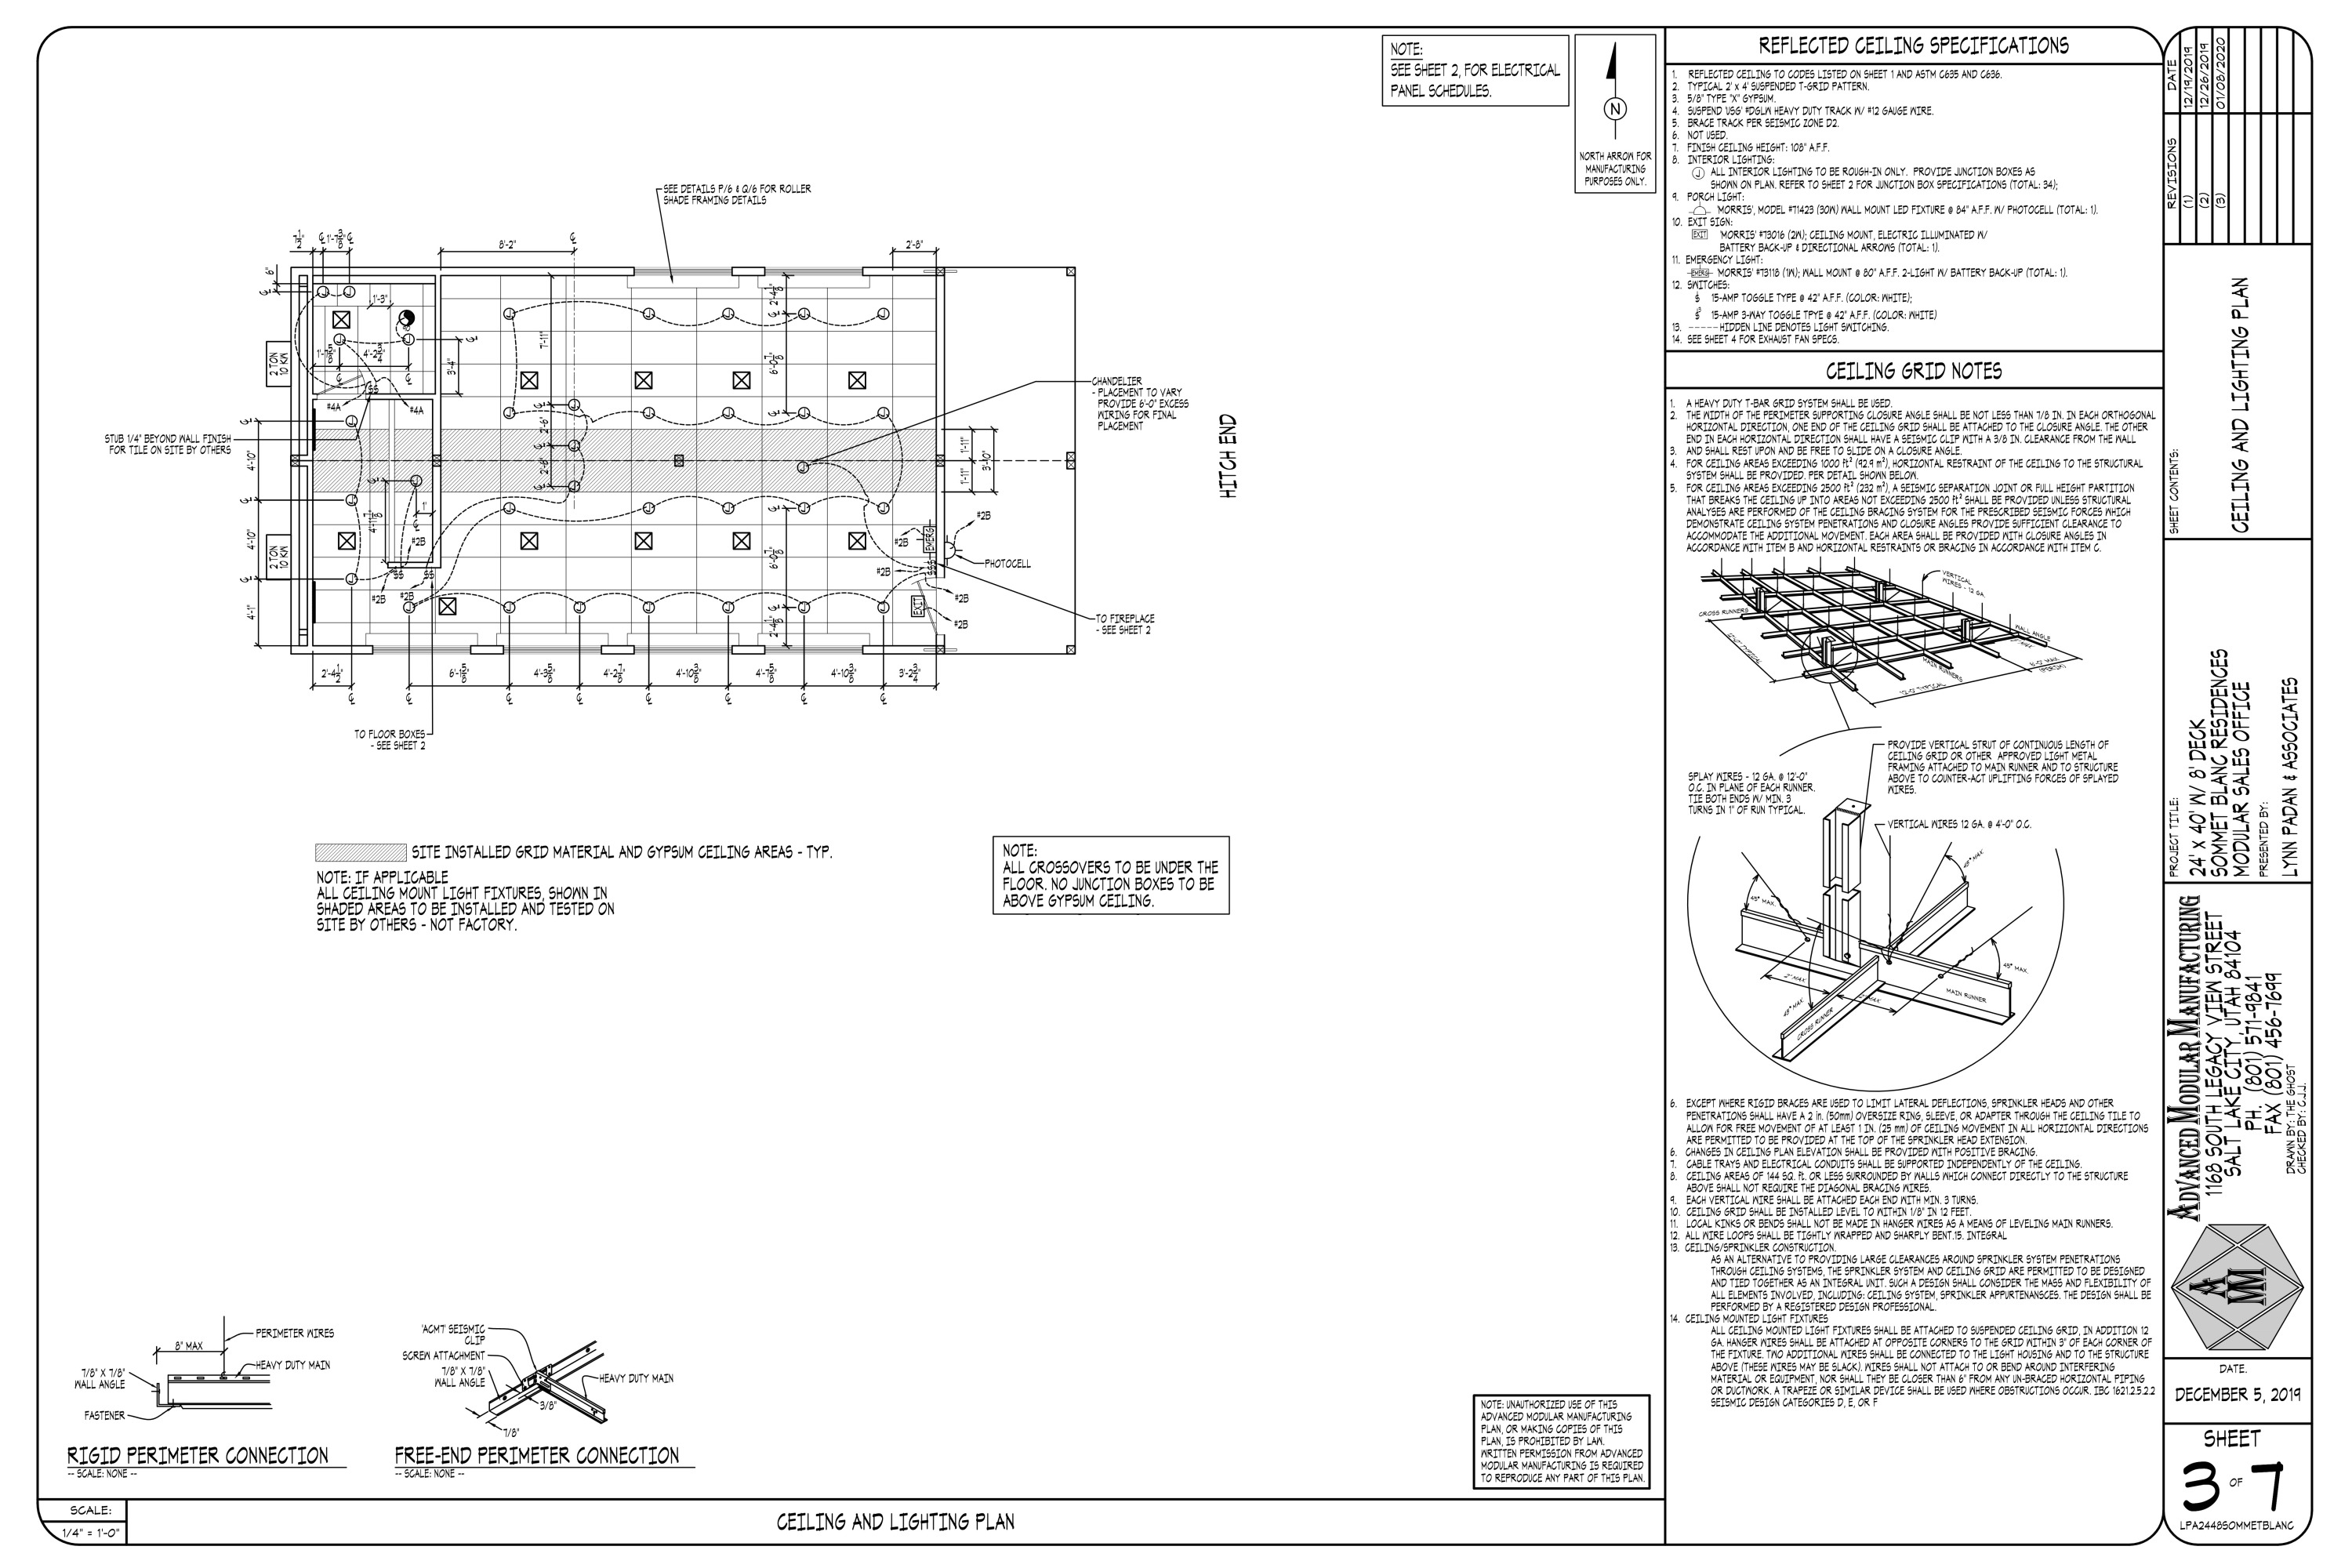 NOTE:
SEE SHEET 2, FOR ELECTRICAL
PANEL SCHEDULES.
N
NORTH ARROW FOR
MANUFACTURING
PURPOSES ONLY.
SEE DETAILS P/6 & Q/6 FOR ROLLER
SHADE FRAMING DETAILS
8'-2"
2'-8"
6"
1'-3"
7'-11"
2'-4 1/8"
6'-0 7/8"
3'-4"
4'-2 3/4"
2 TON
10 KW
#4A
#4A
CHANDELIER
- PLACEMENT TO VARY
PROVIDE 6'-0" EXCESS
WIRING FOR FINAL
PLACEMENT
HITCH END
STUB 1/4" BEYOND WALL FINISH
FOR TILE ON SITE BY OTHERS
4'-10"
2'-6"
2'-6"
1'-11"
1'-11"
3'-10"
4'-11 7/8"
1'
4'-10"
2 TON
10 KW
#2B
#2B
#2B
EMERG
PHOTOCELL
#2B
SS
SS
SSS
#2B
#2B
#2B
EXIT
#2B
6'-0 7/8"
2'-4 1/8"
4'-1"
TO FIREPLACE
- SEE SHEET 2
2'-4 1/2"
6'-1 5/8"
4'-3 5/8"
4'-2 7/8"
4'-10 3/8"
4'-7 5/8"
4'-10 3/8"
3'-2 3/4"
TO FLOOR BOXES
- SEE SHEET 2
SITE INSTALLED GRID MATERIAL AND GYPSUM CEILING AREAS - TYP.
NOTE: IF APPLICABLE
ALL CEILING MOUNT LIGHT FIXTURES, SHOWN IN
SHADED AREAS TO BE INSTALLED AND TESTED ON
SITE BY OTHERS - NOT FACTORY.
NOTE:
ALL CROSSOVERS TO BE UNDER THE
FLOOR. NO JUNCTION BOXES TO BE
ABOVE GYPSUM CEILING.
8" MAX
PERIMETER WIRES
HEAVY DUTY MAIN
7/8" X 7/8"
WALL ANGLE
FASTENER
RIGID PERIMETER CONNECTION
-- SCALE: NONE --
'ACM7' SEISMIC
CLIP
SCREW ATTACHMENT
7/8" X 7/8"
WALL ANGLE
HEAVY DUTY MAIN
3/8"
7/8"
FREE-END PERIMETER CONNECTION
-- SCALE: NONE --
NOTE: UNAUTHORIZED USE OF THIS
ADVANCED MODULAR MANUFACTURING
PLAN, OR MAKING COPIES OF THIS
PLAN, IS PROHIBITED BY LAW.
WRITTEN PERMISSION FROM ADVANCED
MODULAR MANUFACTURING IS REQUIRED
TO REPRODUCE ANY PART OF THIS PLAN.
SCALE:
1/4" = 1'-0"
CEILING AND LIGHTING PLAN
REFLECTED CEILING SPECIFICATIONS
1. REFLECTED CEILING TO CODES LISTED ON SHEET 1 AND ASTM C635 AND C636.
2. TYPICAL 2' x 4' SUSPENDED T-GRID PATTERN.
3. 5/8" TYPE "X" GYPSUM.
4. SUSPEND 'USG' #DGLW HEAVY DUTY TRACK W/ #12 GAUGE WIRE.
5. BRACE TRACK PER SEISMIC ZONE D2.
6. NOT USED.
7. FINISH CEILING HEIGHT: 108" A.F.F.
8. INTERIOR LIGHTING:
J ALL INTERIOR LIGHTING TO BE ROUGH-IN ONLY. PROVIDE JUNCTION BOXES AS
SHOWN ON PLAN. REFER TO SHEET 2 FOR JUNCTION BOX SPECIFICATIONS (TOTAL: 34);
9. PORCH LIGHT:
MORRIS', MODEL #71423 (30W) WALL MOUNT LED FIXTURE @ 84" A.F.F. W/ PHOTOCELL (TOTAL: 1).
10. EXIT SIGN:
EXIT MORRIS' #73016 (2W); CEILING MOUNT, ELECTRIC ILLUMINATED W/
BATTERY BACK-UP & DIRECTIONAL ARROWS (TOTAL: 1).
11. EMERGENCY LIGHT:
EMERG MORRIS' #73118 (1W); WALL MOUNT @ 80" A.F.F. 2-LIGHT W/ BATTERY BACK-UP (TOTAL: 1).
12. SWITCHES:
$ 15-AMP TOGGLE TYPE @ 42" A.F.F. (COLOR: WHITE);
$3 15-AMP 3-WAY TOGGLE TPYE @ 42" A.F.F. (COLOR: WHITE)
13. ------HIDDEN LINE DENOTES LIGHT SWITCHING.
14. SEE SHEET 4 FOR EXHAUST FAN SPECS.
CEILING GRID NOTES
1. A HEAVY DUTY T-BAR GRID SYSTEM SHALL BE USED.
2. THE WIDTH OF THE PERIMETER SUPPORTING CLOSURE ANGLE SHALL BE NOT LESS THAN 7/8 IN. IN EACH ORTHOGONAL
HORIZONTAL DIRECTION, ONE END OF THE CEILING GRID SHALL BE ATTACHED TO THE CLOSURE ANGLE. THE OTHER
END IN EACH HORIZONTAL DIRECTION SHALL HAVE A SEISMIC CLIP WITH A 3/8 IN. CLEARANCE FROM THE WALL
3. AND SHALL REST UPON AND BE FREE TO SLIDE ON A CLOSURE ANGLE.
4. FOR CEILING AREAS EXCEEDING 1000 ft² (92.9 m²), HORIZONTAL RESTRAINT OF THE CEILING TO THE STRUCTURAL
SYSTEM SHALL BE PROVIDED. PER DETAIL SHOWN BELOW.
5. FOR CEILING AREAS EXCEEDING 2500 ft² (232 m²), A SEISMIC SEPARATION JOINT OR FULL HEIGHT PARTITION
THAT BREAKS THE CEILING UP INTO AREAS NOT EXCEEDING 2500 ft² SHALL BE PROVIDED UNLESS STRUCTURAL
ANALYSES ARE PERFORMED OF THE CEILING BRACING SYSTEM FOR THE PRESCRIBED SEISMIC FORCES WHICH
DEMONSTRATE CEILING SYSTEM PENETRATIONS AND CLOSURE ANGLES PROVIDE SUFFICIENT CLEARANCE TO
ACCOMMODATE THE ADDITIONAL MOVEMENT. EACH AREA SHALL BE PROVIDED WITH CLOSURE ANGLES IN
ACCORDANCE WITH ITEM B AND HORIZONTAL RESTRAINTS OR BRACING IN ACCORDANCE WITH ITEM C.
VERTICAL
WIRES - 12 GA.
CROSS RUNNERS
WALL ANGLE
MAIN RUNNERS
12'-0" TYPICAL
PROVIDE VERTICAL STRUT OF CONTINUOUS LENGTH OF
CEILING GRID OR OTHER APPROVED LIGHT METAL
FRAMING ATTACHED TO MAIN RUNNER AND TO STRUCTURE
ABOVE TO COUNTER-ACT UPLIFTING FORCES OF SPLAYED
WIRES.
SPLAY WIRES - 12 GA. @ 12'-0"
O.C. IN PLANE OF EACH RUNNER.
TIE BOTH ENDS W/ MIN. 3
TURNS IN 1" OF RUN TYPICAL.
VERTICAL WIRES 12 GA. @ 4'-0" O.C.
45° MAX.
45° MAX.
45° MAX.
45° MAX.
2" MAX.
MAIN RUNNER
CROSS RUNNER
6. EXCEPT WHERE RIGID BRACES ARE USED TO LIMIT LATERAL DEFLECTIONS, SPRINKLER HEADS AND OTHER
PENETRATIONS SHALL HAVE A 2 in. (50mm) OVERSIZE RING, SLEEVE, OR ADAPTER THROUGH THE CEILING TILE TO
ALLOW FOR FREE MOVEMENT OF AT LEAST 1 IN. (25 mm) OF CEILING MOVEMENT IN ALL HORIZIONTAL DIRECTIONS
ARE PERMITTED TO BE PROVIDED AT THE TOP OF THE SPRINKLER HEAD EXTENSION.
6. CHANGES IN CEILING PLAN ELEVATION SHALL BE PROVIDED WITH POSITIVE BRACING.
7. CABLE TRAYS AND ELECTRICAL CONDUITS SHALL BE SUPPORTED INDEPENDENTLY OF THE CEILING.
8. CEILING AREAS OF 144 SQ. ft. OR LESS SURROUNDED BY WALLS WHICH CONNECT DIRECTLY TO THE STRUCTURE
ABOVE SHALL NOT REQUIRE THE DIAGONAL BRACING WIRES.
9. EACH VERTICAL WIRE SHALL BE ATTACHED EACH END WITH MIN. 3 TURNS.
10. CEILING GRID SHALL BE INSTALLED LEVEL TO WITHIN 1/8" IN 12 FEET.
11. LOCAL KINKS OR BENDS SHALL NOT BE MADE IN HANGER WIRES AS A MEANS OF LEVELING MAIN RUNNERS.
12. ALL WIRE LOOPS SHALL BE TIGHTLY WRAPPED AND SHARPLY BENT.15. INTEGRAL
13. CEILING/SPRINKLER CONSTRUCTION.
AS AN ALTERNATIVE TO PROVIDING LARGE CLEARANCES AROUND SPRINKLER SYSTEM PENETRATIONS
THROUGH CEILING SYSTEMS, THE SPRINKLER SYSTEM AND CEILING GRID ARE PERMITTED TO BE DESIGNED
AND TIED TOGETHER AS AN INTEGRAL UNIT. SUCH A DESIGN SHALL CONSIDER THE MASS AND FLEXIBILITY OF
ALL ELEMENTS INVOLVED, INCLUDING: CEILING SYSTEM, SPRINKLER APPURTENANSCES. THE DESIGN SHALL BE
PERFORMED BY A REGISTERED DESIGN PROFESSIONAL.
14. CEILING MOUNTED LIGHT FIXTURES
ALL CEILING MOUNTED LIGHT FIXTURES SHALL BE ATTACHED TO SUSPENDED CEILING GRID, IN ADDITION 12
GA. HANGER WIRES SHALL BE ATTACHED AT OPPOSITE CORNERS TO THE GRID WITHIN 3" OF EACH CORNER OF
THE FIXTURE. TWO ADDITIONAL WIRES SHALL BE CONNECTED TO THE LIGHT HOUSING AND TO THE STRUCTURE
ABOVE (THESE WIRES MAY BE SLACK). WIRES SHALL NOT ATTACH TO OR BEND AROUND INTERFERING
MATERIAL OR EQUIPMENT, NOR SHALL THEY BE CLOSER THAN 6" FROM ANY UN-BRACED HORIZONTAL PIPING
OR DUCTWORK. A TRAPEZE OR SIMILAR DEVICE SHALL BE USED WHERE OBSTRUCTIONS OCCUR. IBC 1621.2.5.2.2
SEISMIC DESIGN CATEGORIES D, E, OR F
REVISIONS DATE
(1) 12/19/2019
(2) 12/26/2019
(3) 01/08/2020
SHEET CONTENTS:
CEILING AND LIGHTING PLAN
PROJECT TITLE:
24' x 40' W/ 8' DECK
SOMMET BLANC RESIDENCES
MODULAR SALES OFFICE
PRESENTED BY:
LYNN PADAN & ASSOCIATES
ADVANCED MODULAR MANUFACTURING
1168 SOUTH LEGACY VIEW STREET
SALT LAKE CITY, UTAH 84104
PH. (801) 571-9841
FAX (801) 456-7699
DRAWN BY: THE GHOST
CHECKED BY: C.J.J.
A
MM
DATE.
DECEMBER 5, 2019
SHEET
3 OF 7
LPA2448SOMMETBLANC